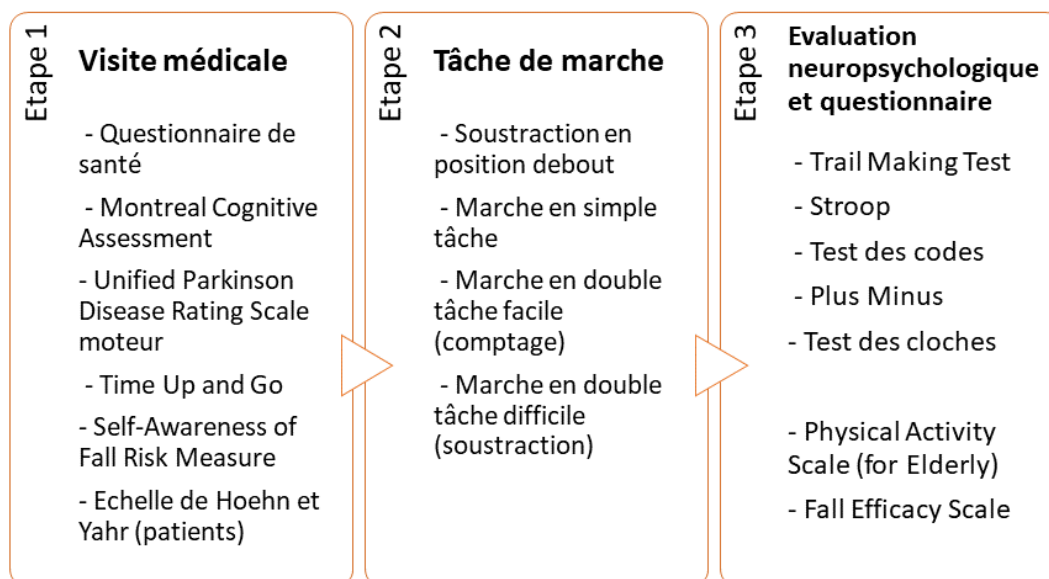 Etape 1
Visite médicale
- Questionnaire de
santé
- Montreal Cognitive
Assessment
- Unified Parkinson
Disease Rating Scale
moteur
- Time Up and Go
- Self-Awareness of
Fall Risk Measure
- Echelle de Hoehn et
Yahr (patients)
Etape 2
Tâche de marche
- Soustraction en
position debout
- Marche en simple
tâche
- Marche en double
tâche facile
(comptage)
- Marche en double
tâche difficile
(soustraction)
Etape 3
Evaluation
neuropsychologique
et questionnaire
- Trail Making Test
- Stroop
- Test des codes
- Plus Minus
- Test des cloches
- Physical Activity
Scale (for Elderly)
- Fall Efficacy Scale